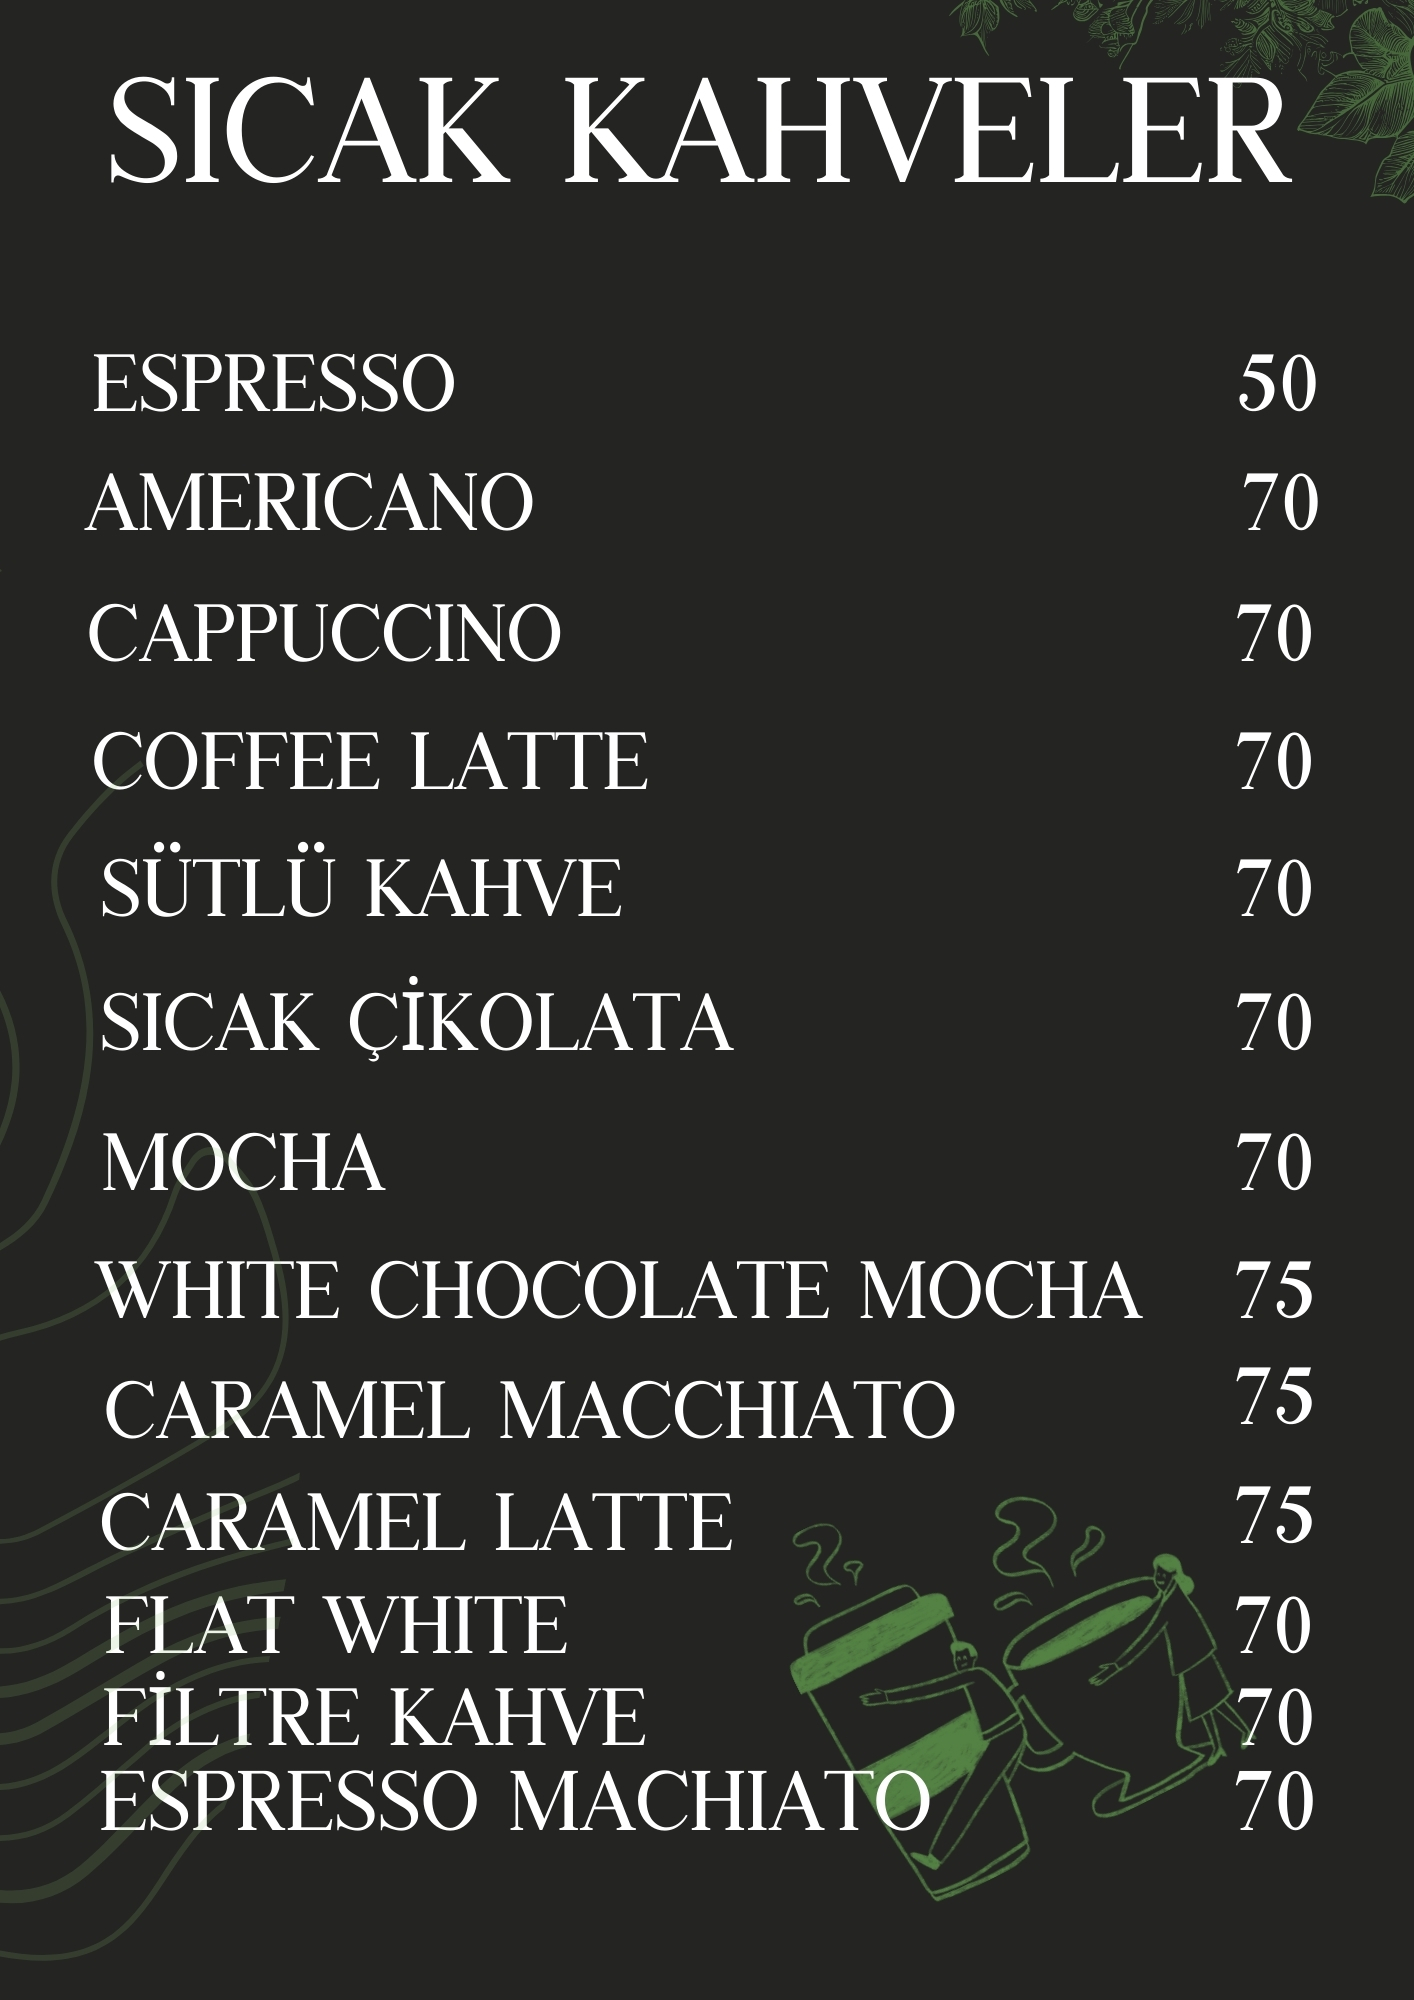 SICAK KAHVELER
ESPRESSO 50
AMERICANO 70
CAPPUCCINO 70
COFFEE LATTE 70
SÜTLÜ KAHVE 70
SICAK ÇİKOLATA 70
MOCHA 70
WHITE CHOCOLATE MOCHA 75
CARAMEL MACCHIATO 75
CARAMEL LATTE 75
FLAT WHITE 70
FİLTRE KAHVE 70
ESPRESSO MACHIATO 70